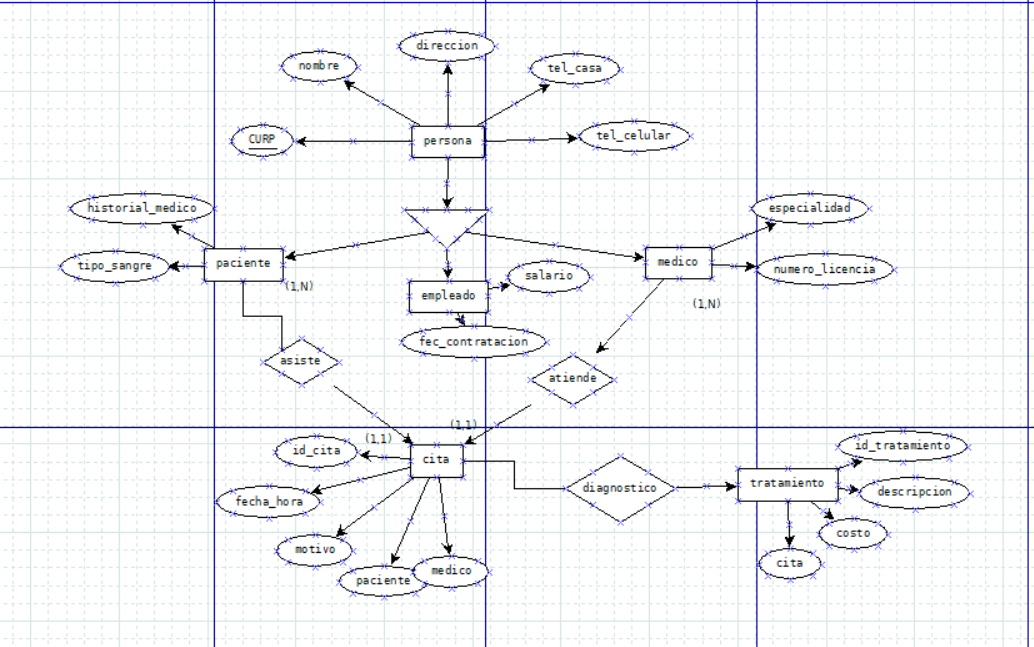 direccion
nombre
tel_casa
CURP
persona
tel_celular
historial_medico
especialidad
tipo_sangre
paciente
medico
numero_licencia
(1,N)
empleado
salario
(1,N)
fec_contratacion
asiste
atiende
(1,1)
(1,1)
id_cita
cita
id_tratamiento
fecha_hora
diagnostico
tratamiento
descripcion
motivo
costo
paciente
medico
cita